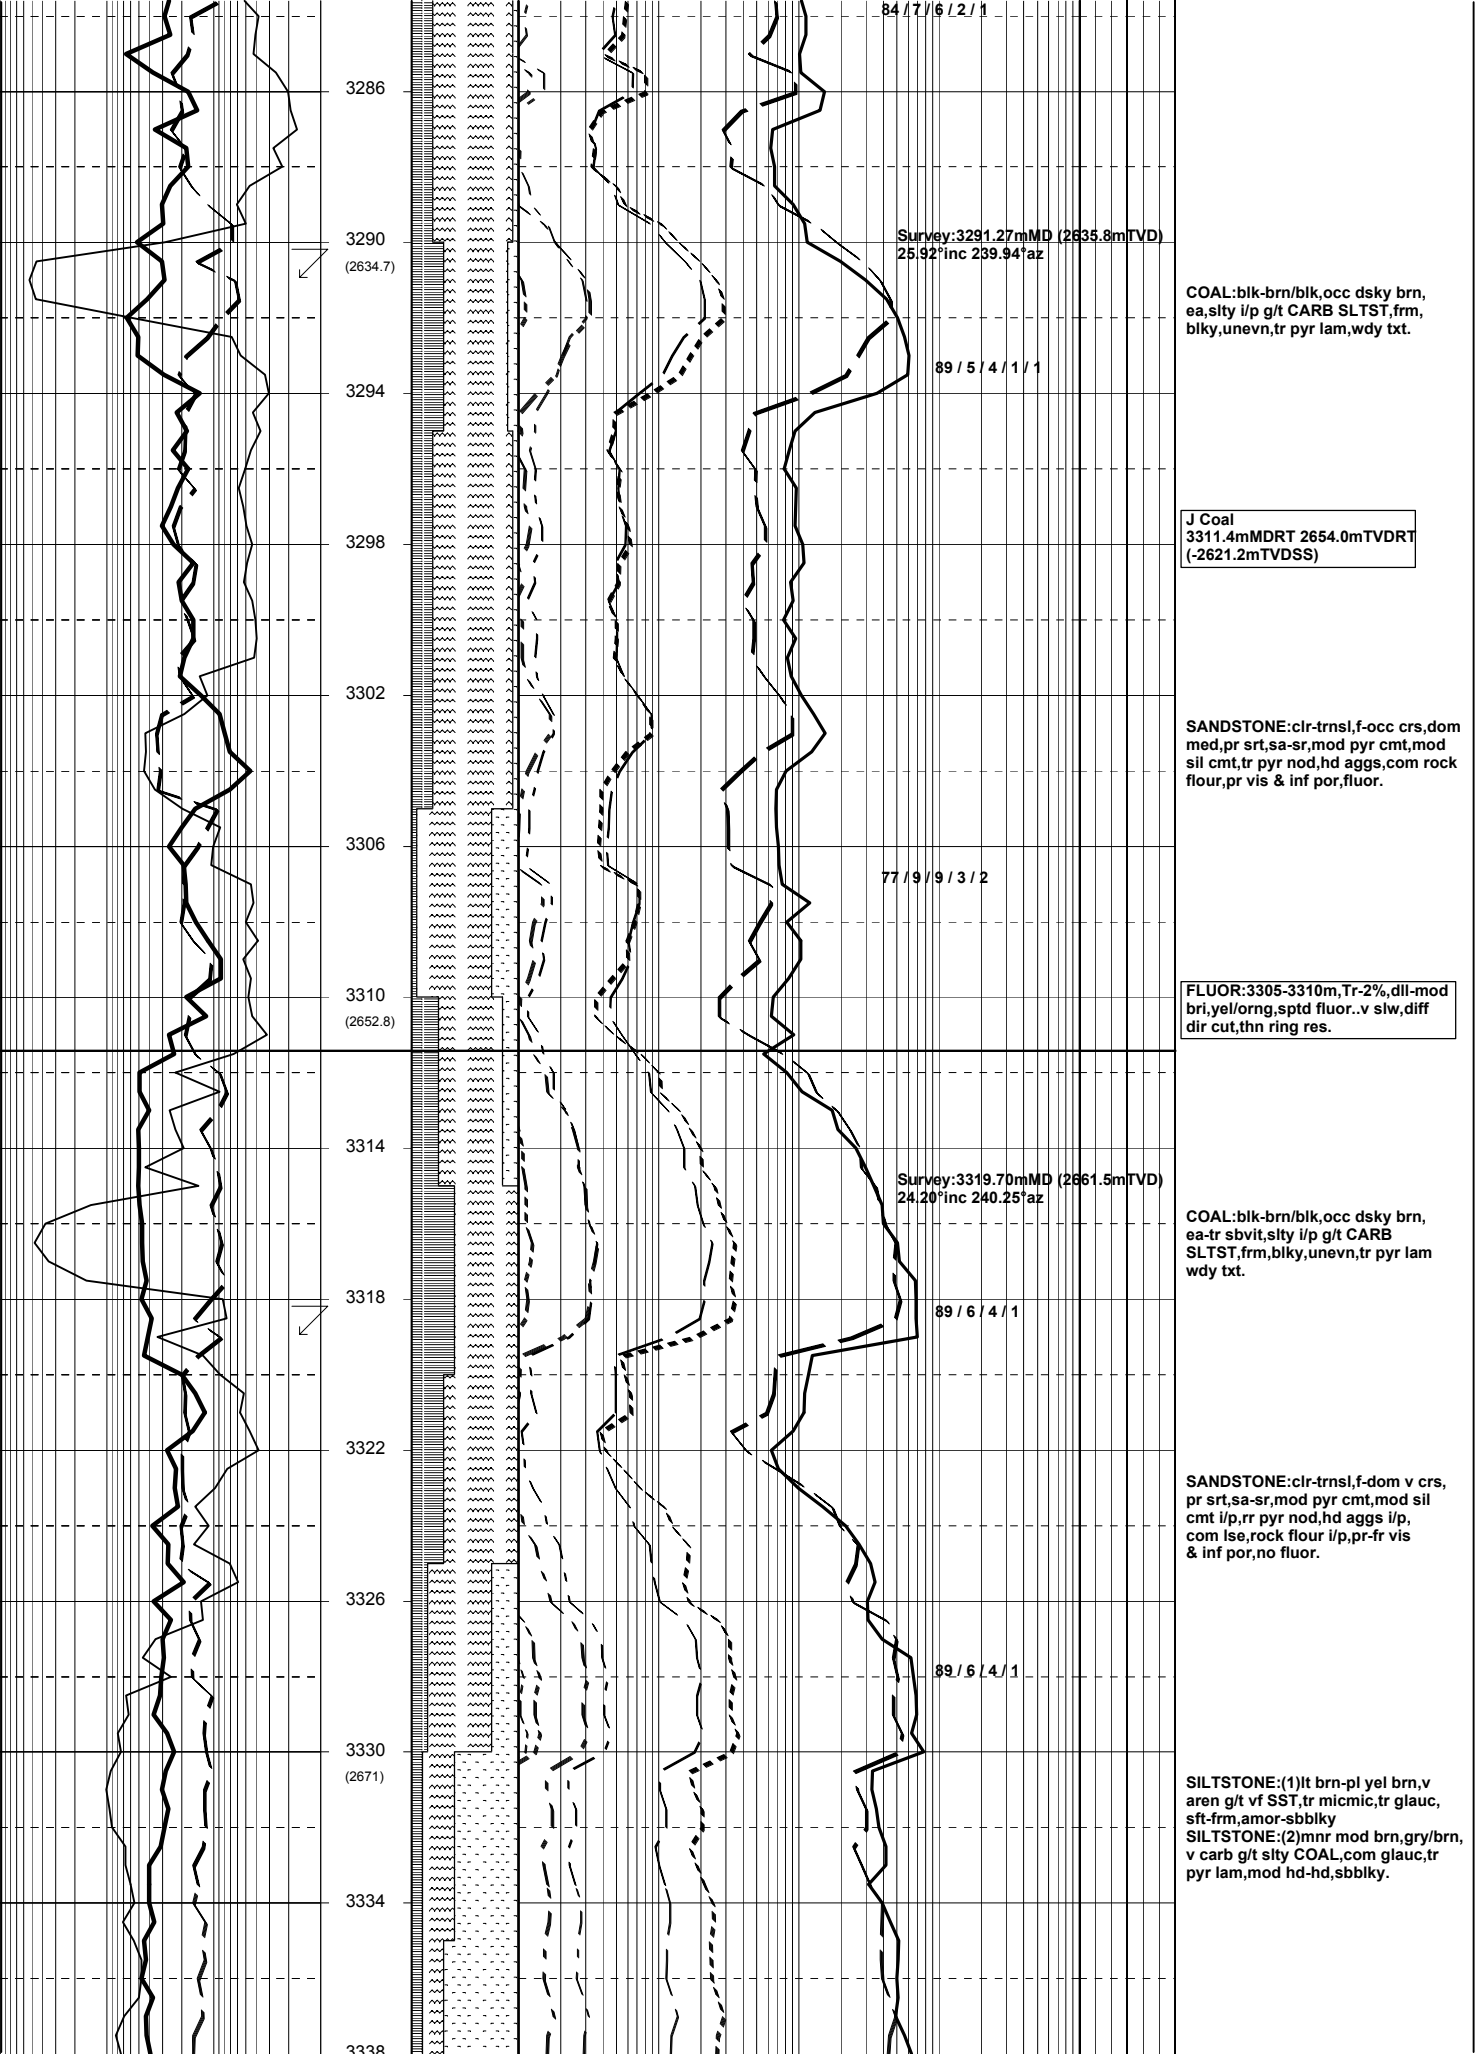 84 / 7 / 6 / 2 / 1
3286
3290
(2634.7)
Survey:3291.27mMD (2635.8mTVD)
25.92°inc 239.94°az
COAL:blk-brn/blk,occ dsky brn,
ea,slty i/p g/t CARB SLTST,frm,
blky,unevn,tr pyr lam,wdy txt.
89 / 5 / 4 / 1 / 1
3294
J Coal
3311.4mMDRT 2654.0mTVDRT
(-2621.2mTVDSS)
3298
3302
SANDSTONE:clr-trnsl,f-occ crs,dom
med,pr srt,sa-sr,mod pyr cmt,mod
sil cmt,tr pyr nod,hd aggs,com rock
flour,pr vis & inf por,fluor.
3306
77 / 9 / 9 / 3 / 2
3310
(2652.8)
FLUOR:3305-3310m,Tr-2%,dll-mod
bri,yel/orng,sptd fluor..v slw,diff
dir cut,thn ring res.
3314
Survey:3319.70mMD (2661.5mTVD)
24.20°inc 240.25°az
COAL:blk-brn/blk,occ dsky brn,
ea-tr sbvit,slty i/p g/t CARB
SLTST,frm,blky,unevn,tr pyr lam
wdy txt.
3318
89 / 6 / 4 / 1
3322
SANDSTONE:clr-trnsl,f-dom v crs,
pr srt,sa-sr,mod pyr cmt,mod sil
cmt i/p,rr pyr nod,hd aggs i/p,
com lse,rock flour i/p,pr-fr vis
& inf por,no fluor.
3326
89 / 6 / 4 / 1
3330
(2671)
SILTSTONE:(1)lt brn-pl yel brn,v
aren g/t vf SST,tr micmic,tr glauc,
sft-frm,amor-sbblky
SILTSTONE:(2)mnr mod brn,gry/brn,
v carb g/t slty COAL,com glauc,tr
pyr lam,mod hd-hd,sbblky.
3334
3338